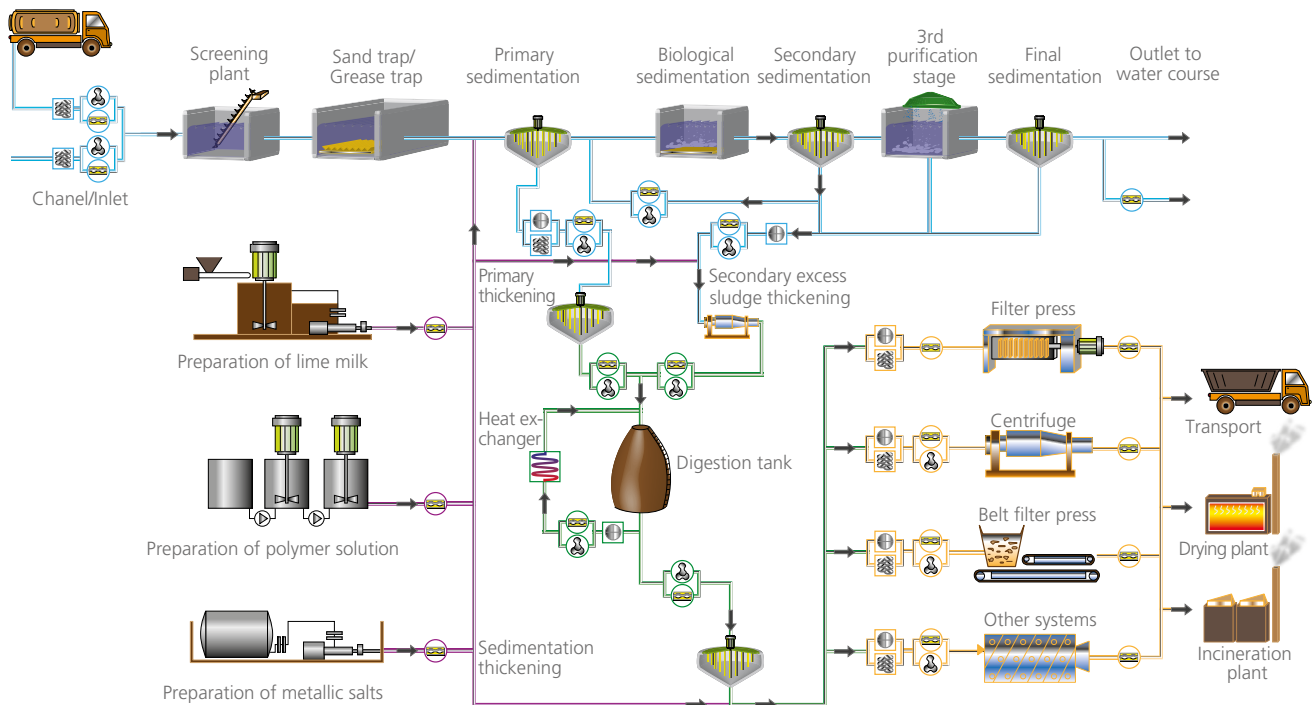 Screening
plant
Sand trap/
Grease trap
Primary
sedimentation
Biological
sedimentation
Secondary
sedimentation
3rd
purification
stage
Final
sedimentation
Outlet to
water course
Chanel/Inlet
Primary
thickening
Secondary excess
sludge thickening
Preparation of lime milk
Filter press
Transport
Heat ex-
changer
Digestion tank
Centrifuge
Preparation of polymer solution
Belt filter press
Drying plant
Sedimentation
thickening
Other systems
Incineration
plant
Preparation of metallic salts